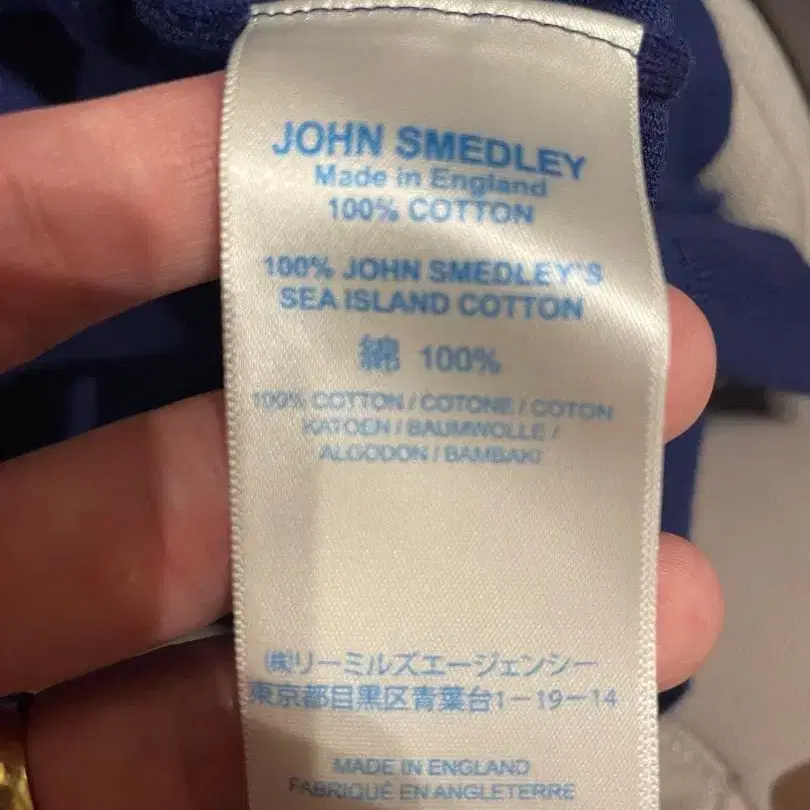 JOHN SMEDLEY
Made in England
100% COTTON
100% JOHN SMEDLEY'S
SEA ISLAND COTTON
綿 100%
100% COTTON / COTONE / COTON
KATOEN / BAUMWOLLE /
ALGODON / BAMBAKI
(株)リーミルズエージェンシー
東京都目黒区青葉台1-19-14
MADE IN ENGLAND
FABRIQUÉ EN ANGLETERRE